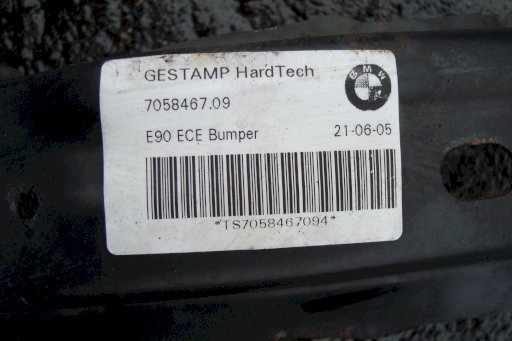 GESTAMP HardTech
BMW
7058467.09
E90 ECE Bumper 21-06-05
*TS7058467094*